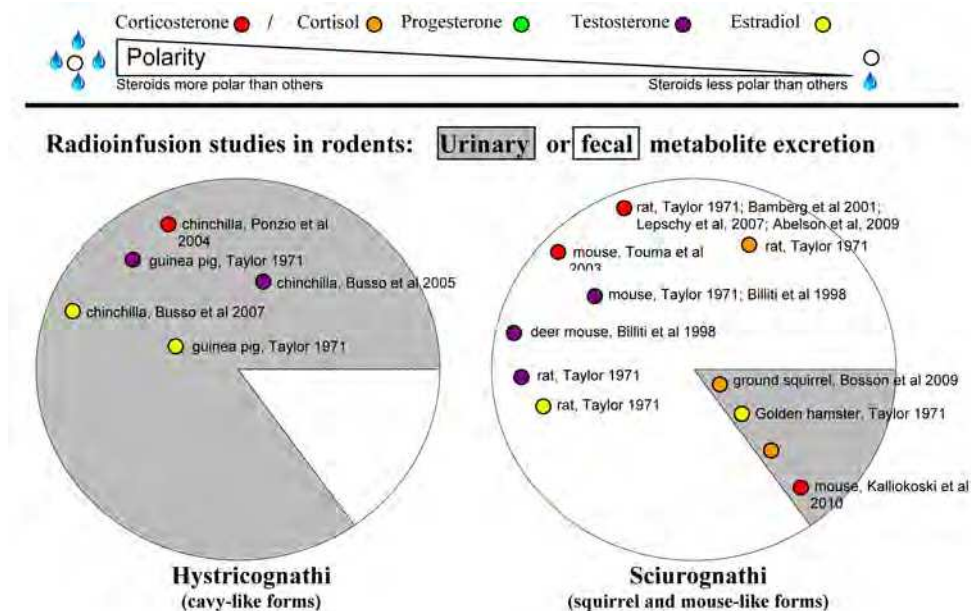 Corticosterone / Cortisol Progesterone Testosterone Estradiol
Polarity
Steroids more polar than others Steroids less polar than others
Radioinfusion studies in rodents: Urinary or fecal metabolite excretion
chinchilla, Ponzio et al
2004
guinea pig, Taylor 1971
chinchilla, Busso et al 2005
chinchilla, Busso et al 2007
guinea pig, Taylor 1971
Hystricognathi
(cavy-like forms)
rat, Taylor 1971; Bamberg et al 2001;
Lepschy et al, 2007; Abelson et al, 2009
rat, Taylor 1971
mouse, Touma et al
2003
mouse, Taylor 1971; Billiti et al 1998
deer mouse, Billiti et al 1998
rat, Taylor 1971
rat, Taylor 1971
ground squirrel, Bosson et al 2009
Golden hamster, Taylor 1971
mouse, Kalliokoski et al
2010
Sciurognathi
(squirrel and mouse-like forms)